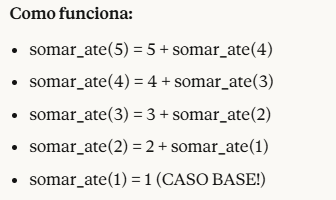 Como funciona:
• somar_ate(5) = 5 + somar_ate(4)
• somar_ate(4) = 4 + somar_ate(3)
• somar_ate(3) = 3 + somar_ate(2)
• somar_ate(2) = 2 + somar_ate(1)
• somar_ate(1) = 1 (CASO BASE!)